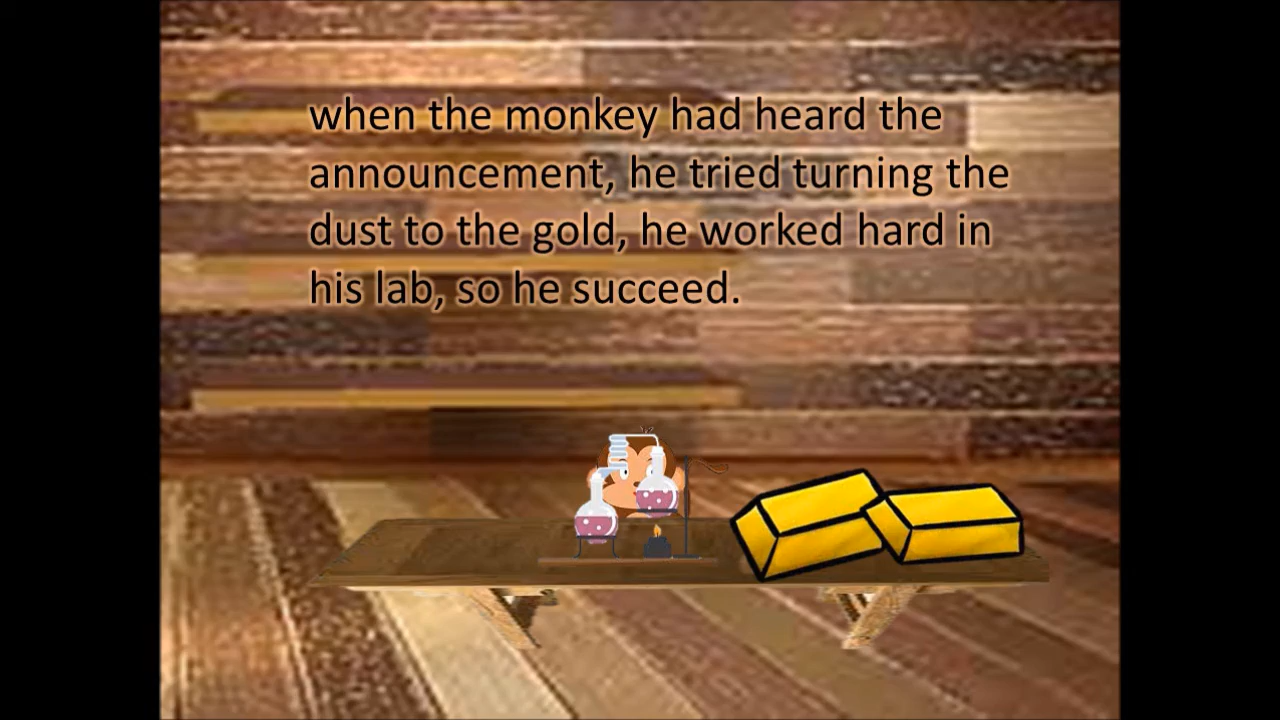 when the monkey had heard the
announcement, he tried turning the
dust to the gold, he worked hard in
his lab, so he succeed.